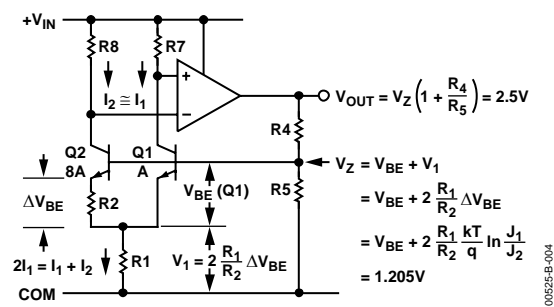 +VIN
R8
R7
I2 ≅ I1
+
–
VOUT = VZ (1 + R4/R5) = 2.5V
R4
Q2
8A
Q1
A
VZ = VBE + V1
ΔVBE
R2
VBE (Q1)
R5
= VBE + 2 R1/R2 ΔVBE
2I1 = I1 + I2
R1
V1 = 2 R1/R2 ΔVBE
= VBE + 2 R1/R2 kT/q ln J1/J2
= 1.205V
COM
00525-B-004